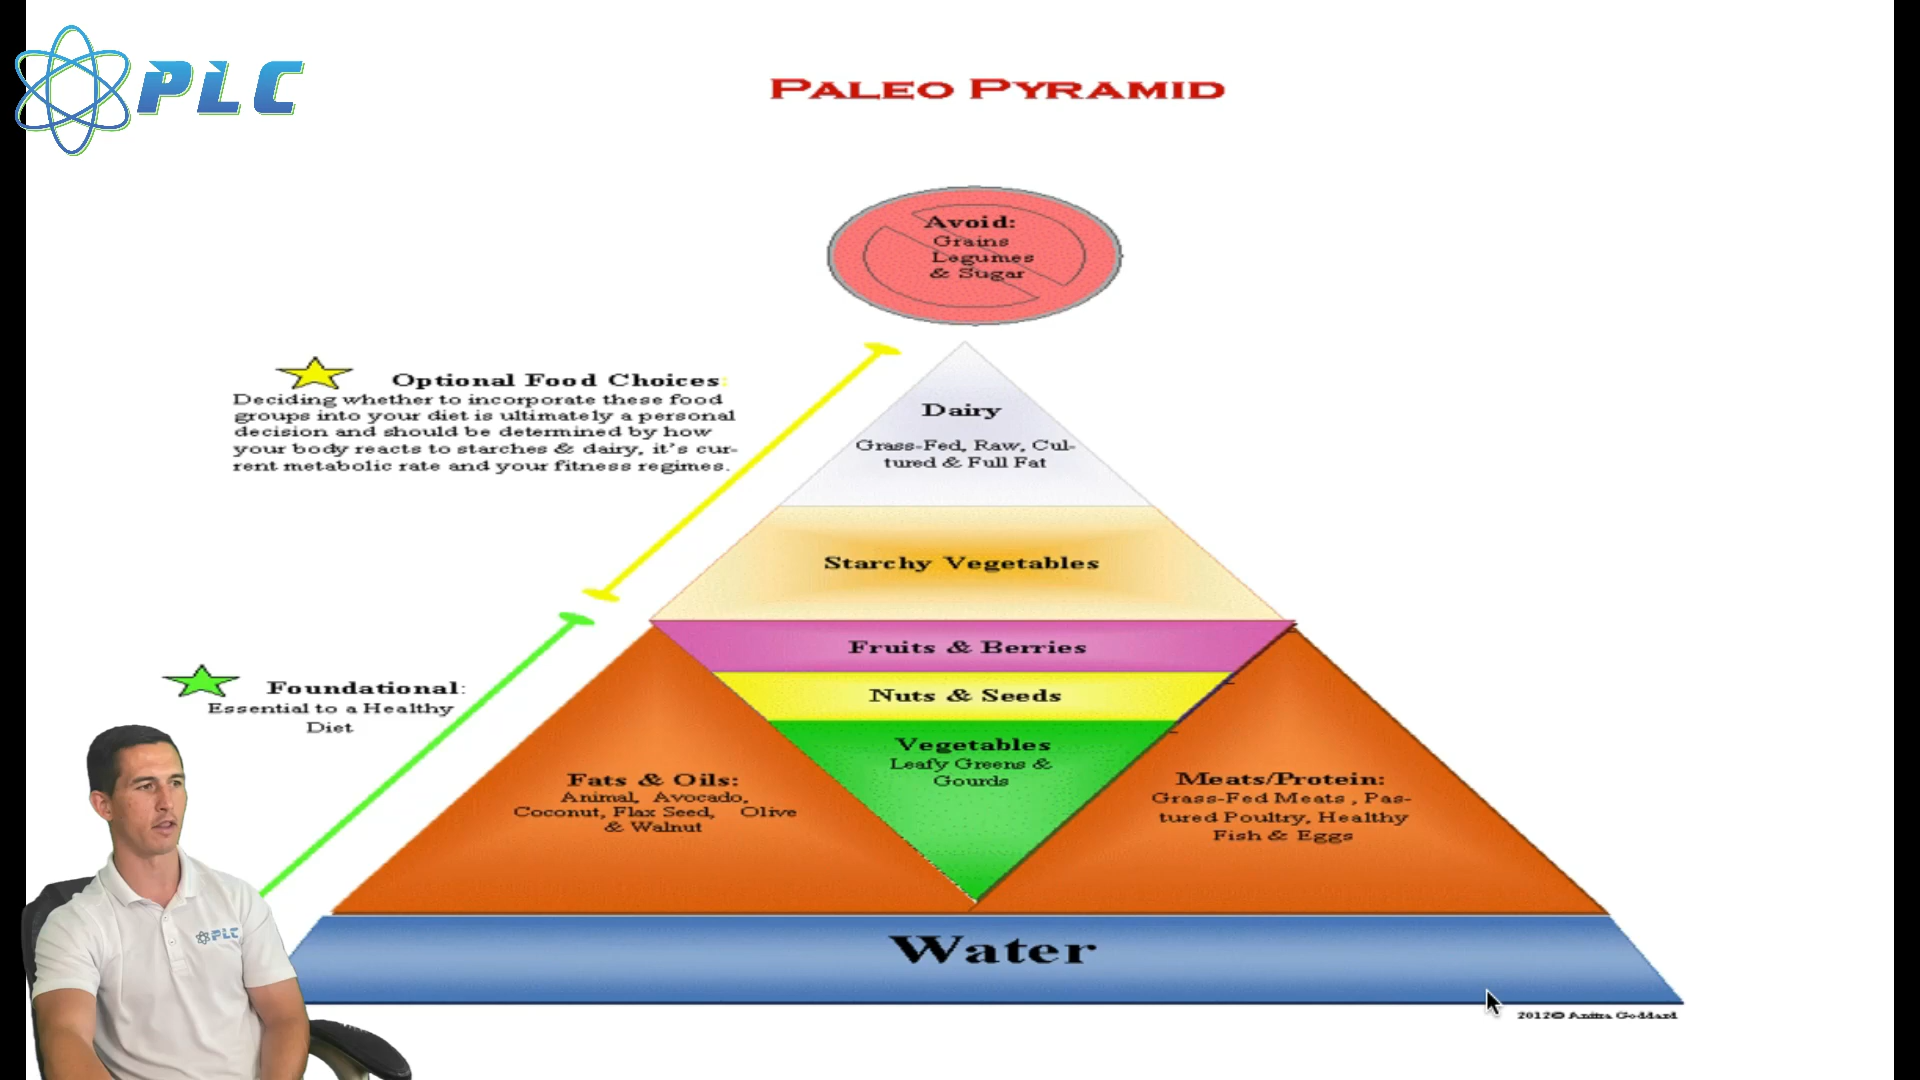 PLC
PALEO PYRAMID
Avoid:
Grains
Legumes
& Sugar
Optional Food Choices:
Deciding whether to incorporate these food
groups into your diet is ultimately a personal
decision and should be determined by how
your body reacts to starches & dairy, it's cur-
rent metabolic rate and your fitness regimes.
Dairy
Grass-Fed, Raw, Cul-
tured & Full Fat
Starchy Vegetables
Fruits & Berries
Nuts & Seeds
Vegetables
Leafy Greens &
Gourds
Foundational:
Essential to a Healthy
Diet
Fats & Oils:
Animal, Avocado,
Coconut, Flax Seed, Olive
& Walnut
Meats/Protein:
Grass-Fed Meats , Pas-
tured Poultry, Healthy
Fish & Eggs
PLC
Water
2012© Anitra Goddard